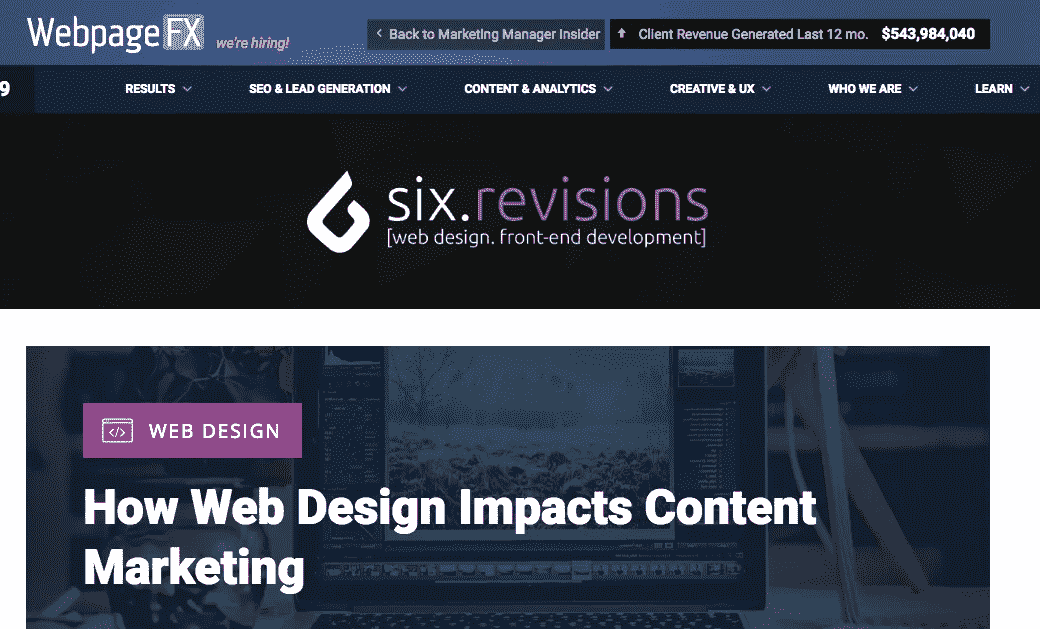 WebpageFX we're hiring! < Back to Marketing Manager Insider Client Revenue Generated Last 12 mo. $543,984,040
9 RESULTS SEO & LEAD GENERATION CONTENT & ANALYTICS CREATIVE & UX WHO WE ARE LEARN
six.revisions
[web design. front-end development]
</> WEB DESIGN
How Web Design Impacts Content
Marketing